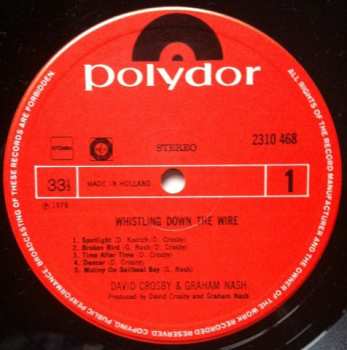 polydor
STEMRA
STEREO
2310 468
33⅓
MADE IN HOLLAND
1
℗ 1976
WHISTLING DOWN THE WIRE
1. Spotlight (D. Kootch - D. Crosby)
2. Broken Bird (G. Nash - D. Crosby)
3. Time After Time (D. Crosby)
4. Dancer (D. Crosby)
5. Mutiny On Sailboat Bay (G. Nash)
DAVID CROSBY & GRAHAM NASH
Produced by David Crosby and Graham Nash
ALL RIGHTS OF THE RECORD MANUFACTURER AND THE OWNER OF THE WORK RECORDED RESERVED. COPYING, PUBLIC PERFORMANCE, BROADCASTING OF THESE RECORDS ARE FORBIDDEN